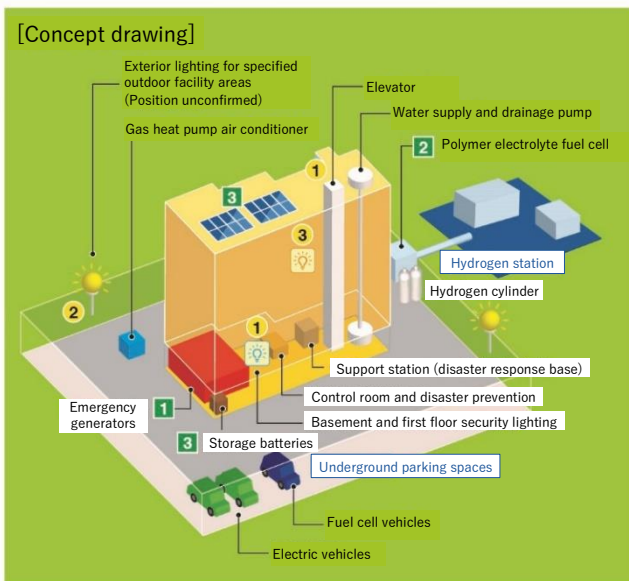 [Concept drawing]
Exterior lighting for specified
outdoor facility areas
(Position unconfirmed)
Gas heat pump air conditioner
Elevator
Water supply and drainage pump
2 Polymer electrolyte fuel cell
1
3
3
2
1
Hydrogen station
Hydrogen cylinder
Support station (disaster response base)
Control room and disaster prevention
Basement and first floor security lighting
Emergency
generators
1
3 Storage batteries
Underground parking spaces
Fuel cell vehicles
Electric vehicles